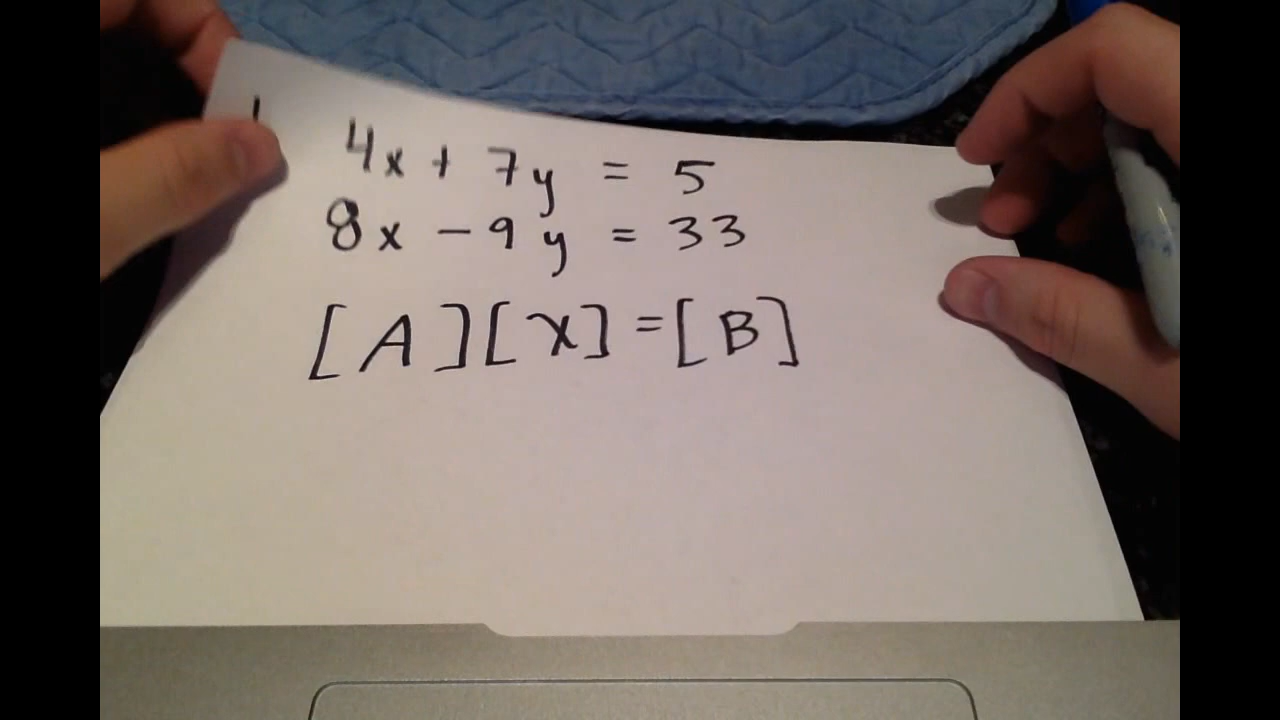 4x + 7y = 5
8x - 9y = 33
[A][X]=[B]